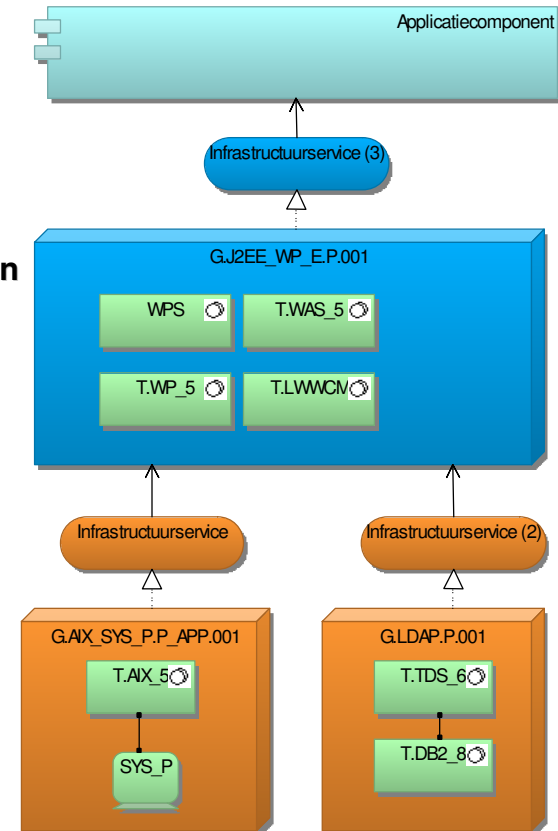 Applicatiecomponent
Infrastructuurservice (3)
n
G.J2EE_WP_E.P.001
WPS
T.WAS_5
T.WP_5
T.LWWCM
Infrastructuurservice
Infrastructuurservice (2)
G.AIX_SYS_P.P_APP.001
G.LDAP.P.001
T.AIX_5
T.TDS_6
SYS_P
T.DB2_8